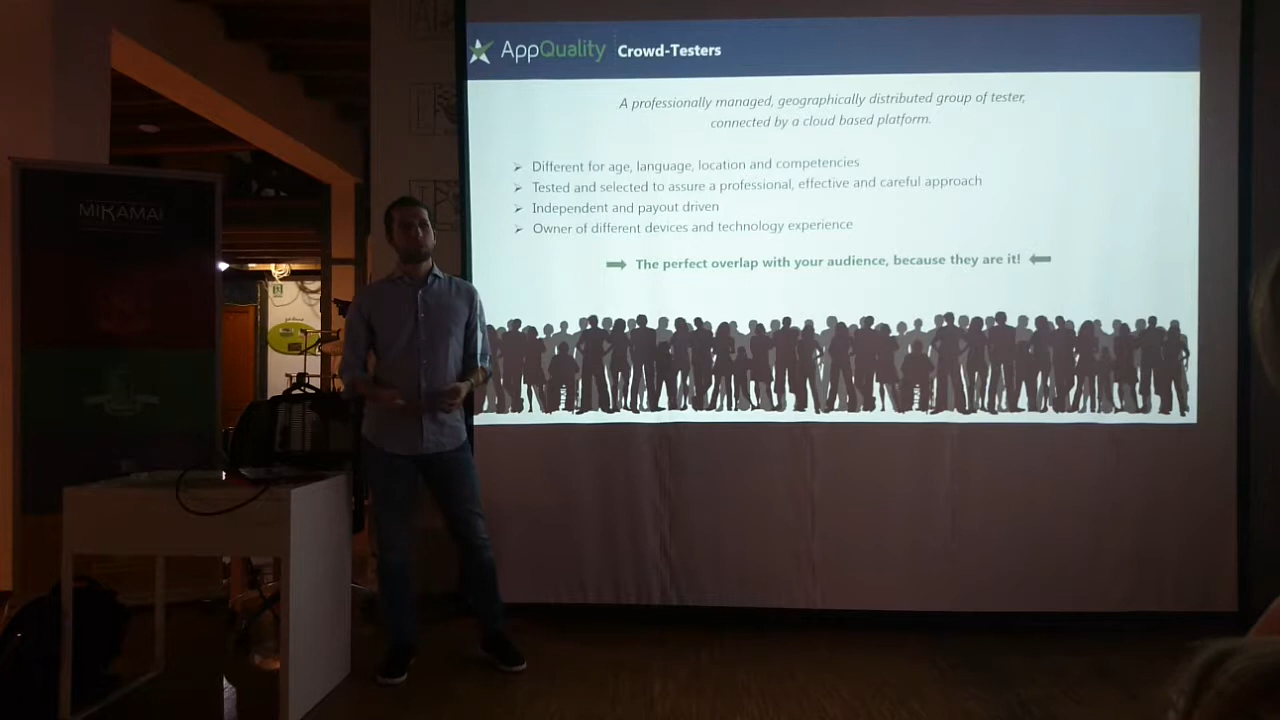 AppQuality Crowd-Testers
A professionally managed, geographically distributed group of tester,
connected by a cloud based platform.
Different for age, language, location and competencies
Tested and selected to assure a professional, effective and careful approach
Independent and payout driven
Owner of different devices and technology experience
The perfect overlap with your audience, because they are it!
MIKAMAI